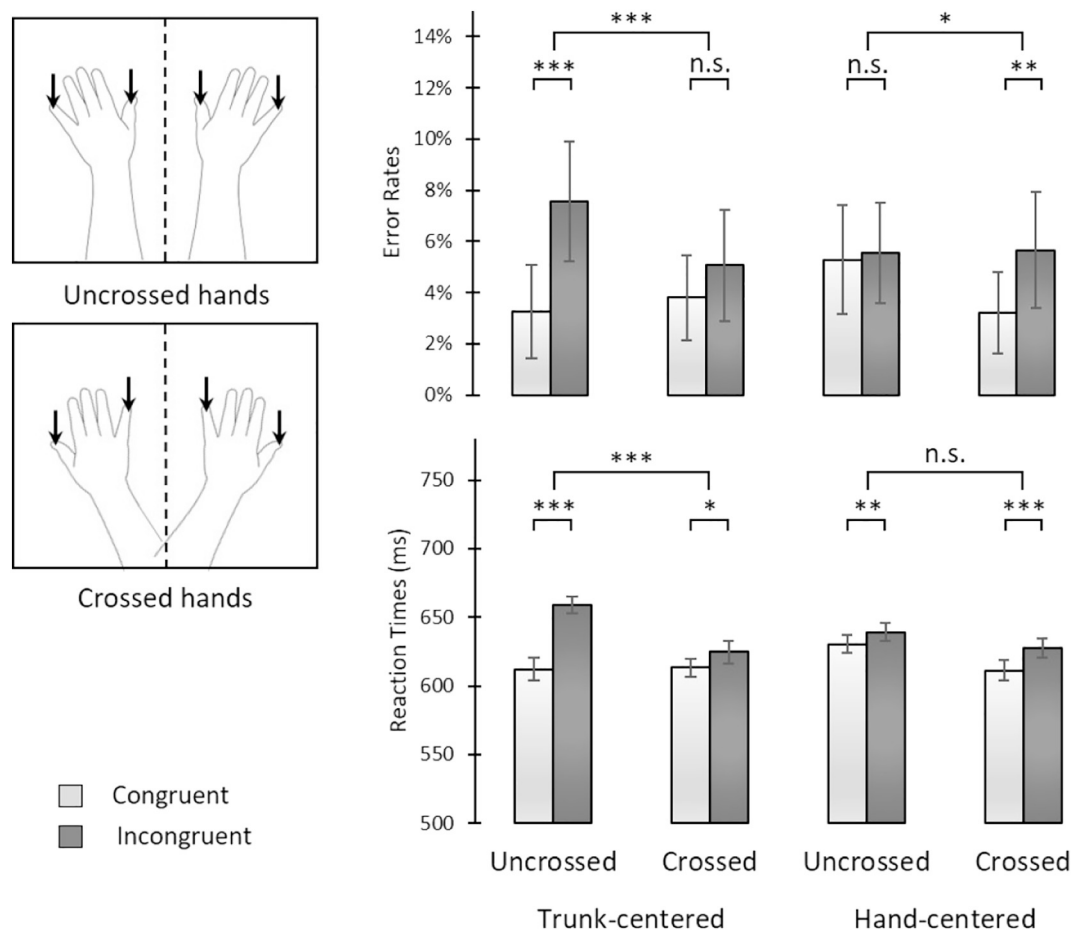 Uncrossed hands
Crossed hands
Congruent
Incongruent
***
*
***
n.s.
n.s.
**
14%
12%
10%
8%
6%
4%
2%
0%
Error Rates
***
n.s.
***
*
**
***
750
700
650
600
550
500
Reaction Times (ms)
Uncrossed Crossed Uncrossed Crossed
Trunk-centered Hand-centered